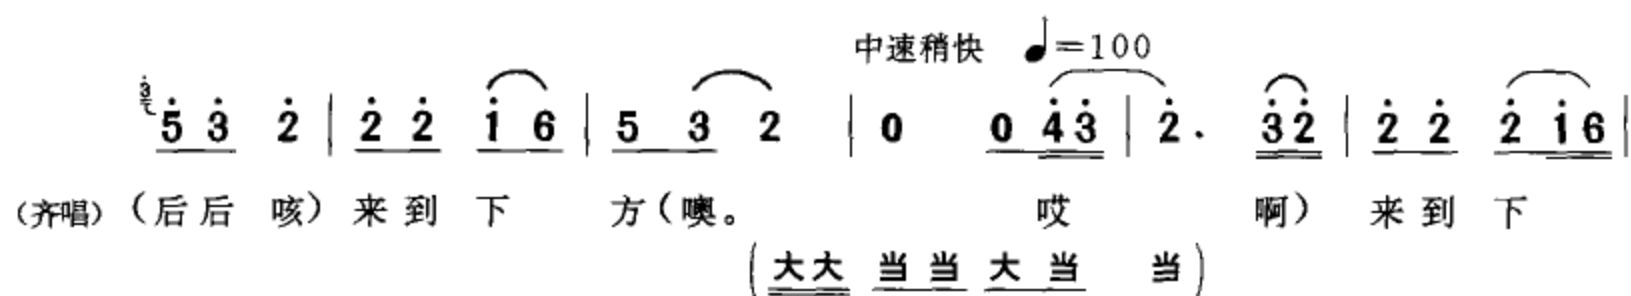 中速稍快 ♩=100
3 5 3 2 | 2 2 1 6 | 5 3 2 | 0 0 4 3 | 2 . 3 2 | 2 2 2 1 6 |
（齐唱）（后后 咳）来到 下 方（噢。 哎 啊）来到 下
（大大 当当 大当 当）